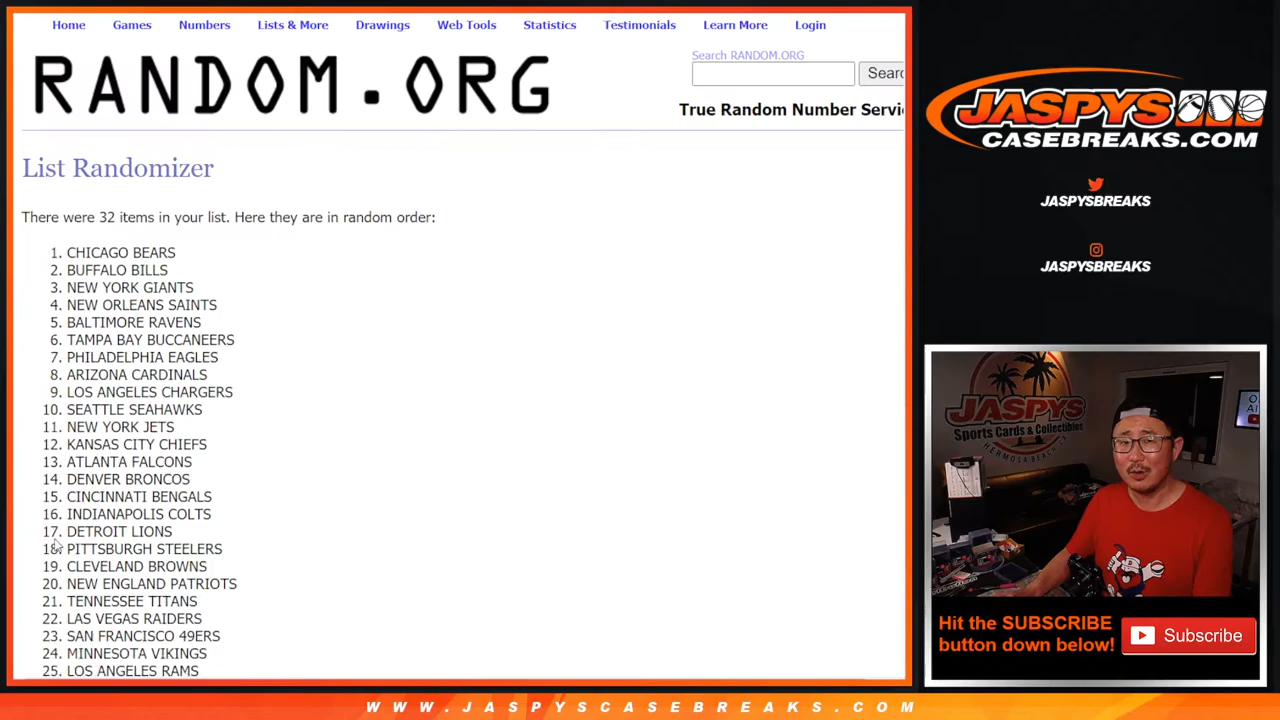 Home Games Numbers Lists & More Drawings Web Tools Statistics Testimonials Learn More Login
RANDOM.ORG
Search RANDOM.ORG
Searc
True Random Number Servi
List Randomizer
There were 32 items in your list. Here they are in random order:
1. CHICAGO BEARS
2. BUFFALO BILLS
3. NEW YORK GIANTS
4. NEW ORLEANS SAINTS
5. BALTIMORE RAVENS
6. TAMPA BAY BUCCANEERS
7. PHILADELPHIA EAGLES
8. ARIZONA CARDINALS
9. LOS ANGELES CHARGERS
10. SEATTLE SEAHAWKS
11. NEW YORK JETS
12. KANSAS CITY CHIEFS
13. ATLANTA FALCONS
14. DENVER BRONCOS
15. CINCINNATI BENGALS
16. INDIANAPOLIS COLTS
17. DETROIT LIONS
18. PITTSBURGH STEELERS
19. CLEVELAND BROWNS
20. NEW ENGLAND PATRIOTS
21. TENNESSEE TITANS
22. LAS VEGAS RAIDERS
23. SAN FRANCISCO 49ERS
24. MINNESOTA VIKINGS
25. LOS ANGELES RAMS
JASPYS
CASEBREAKS.COM
JASPYSBREAKS
JASPYSBREAKS
JASPYS
Sports Cards & Collectibles
HERMOSA BEACH, CA
Hit the SUBSCRIBE
button down below!
Subscribe
WWW.JASPYSCASEBREAKS.COM